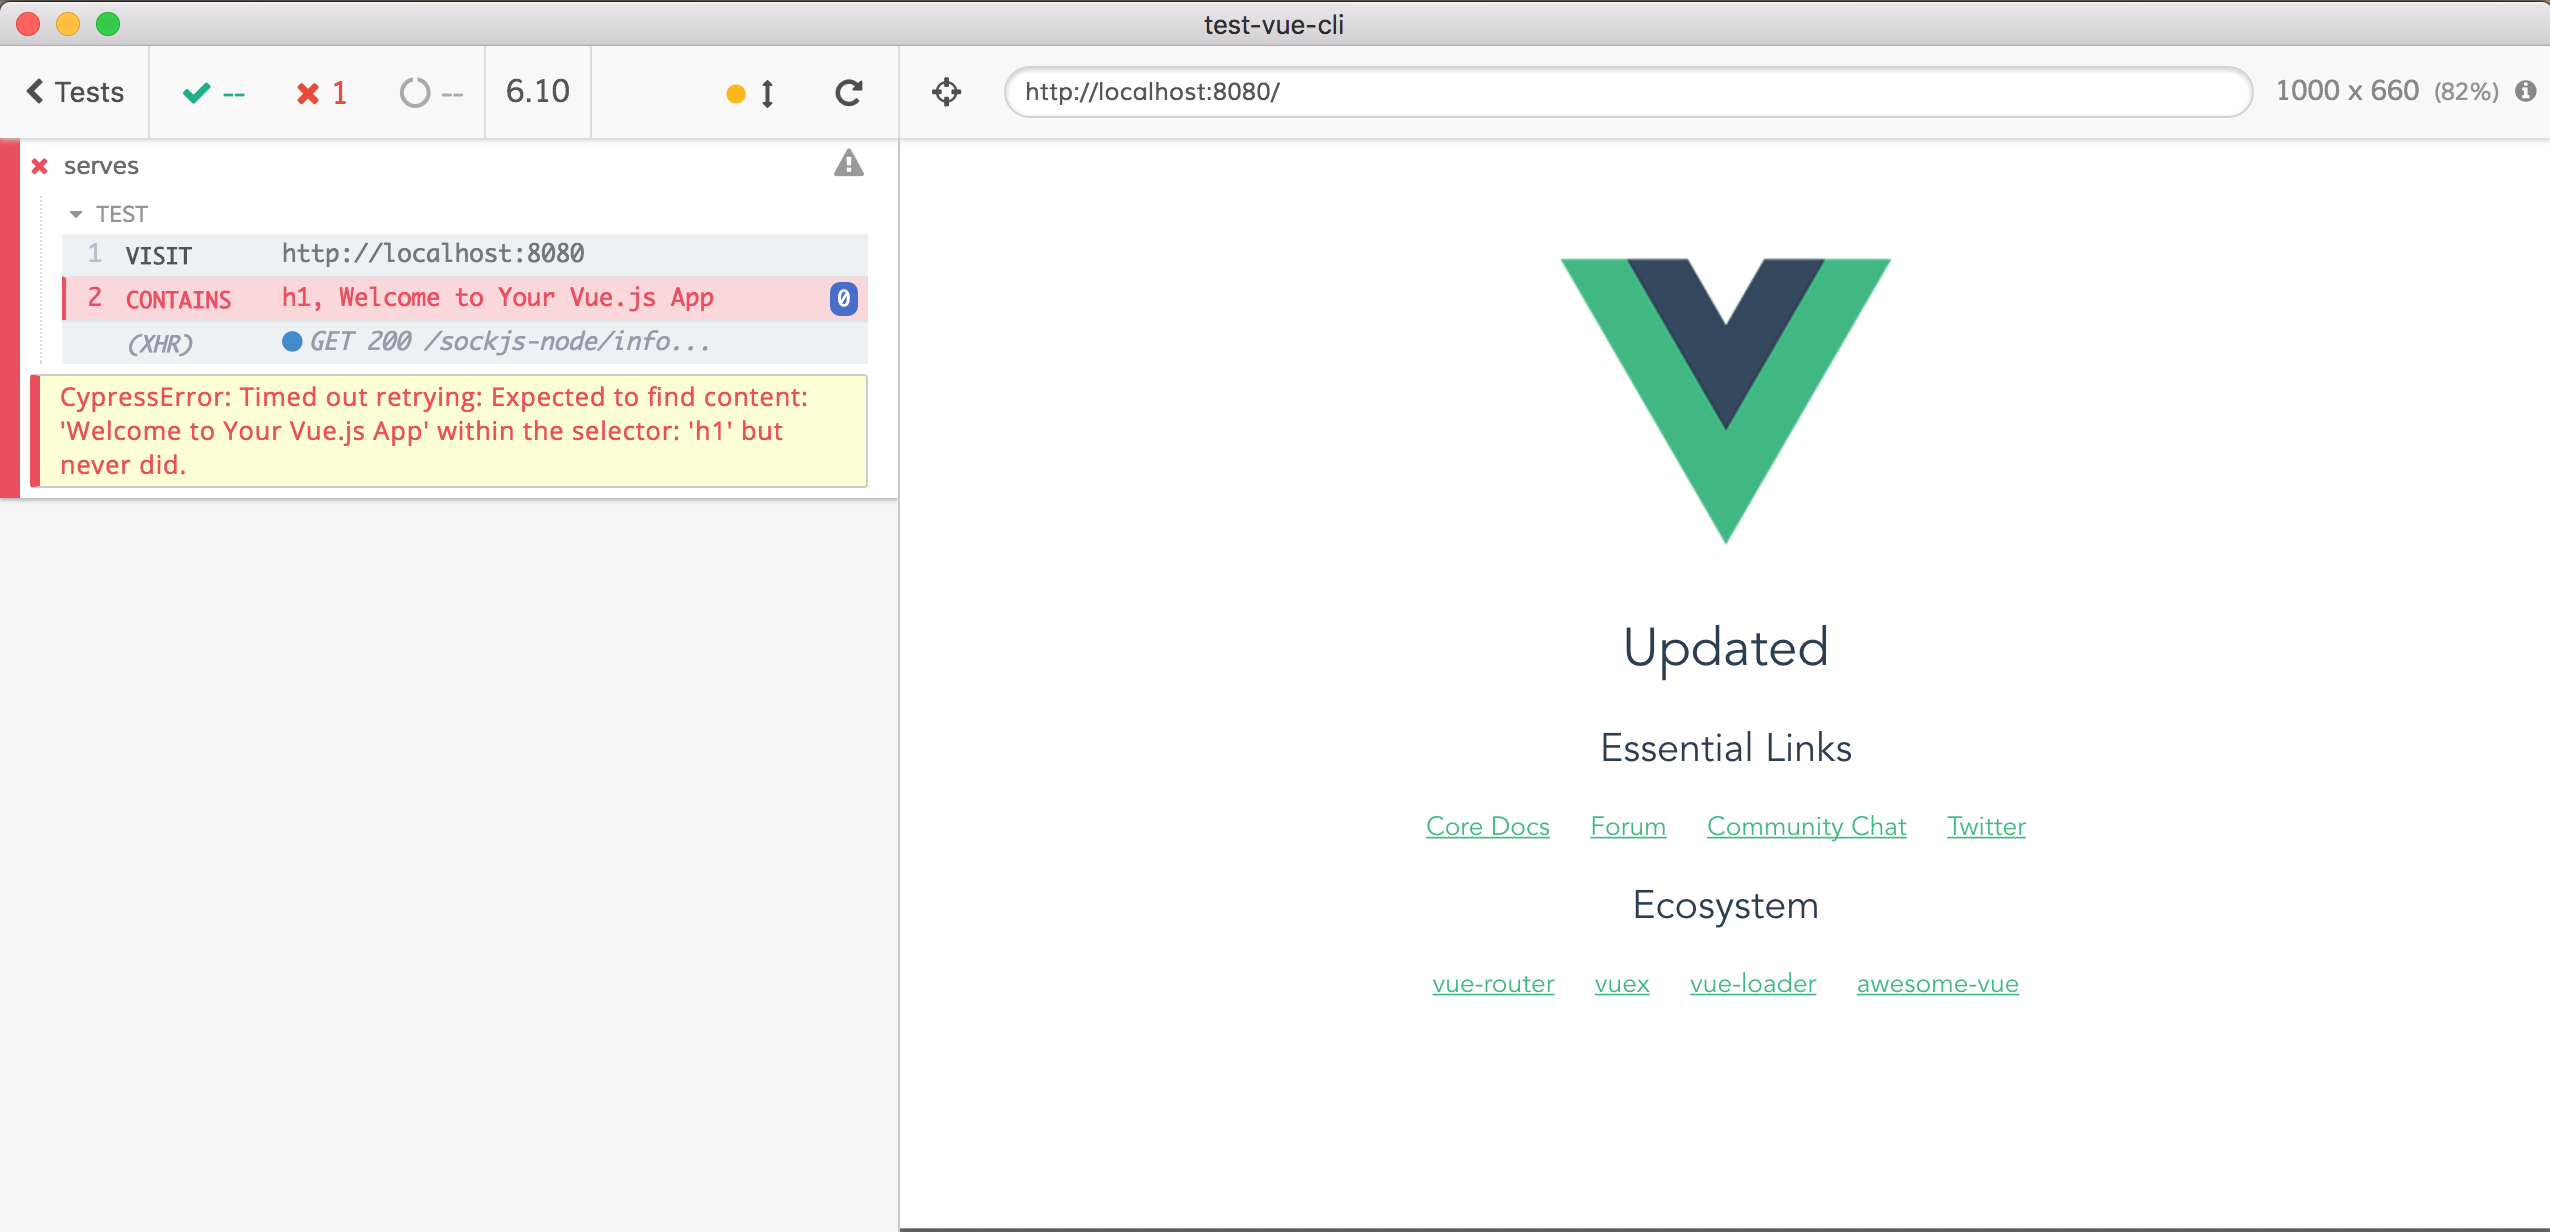 test-vue-cli
Tests -- 1 -- 6.10 http://localhost:8080/ 1000 x 660 (82%)
serves
TEST
1 VISIT http://localhost:8080
2 CONTAINS h1, Welcome to Your Vue.js App 0
(XHR) GET 200 /sockjs-node/info...
CypressError: Timed out retrying: Expected to find content:
'Welcome to Your Vue.js App' within the selector: 'h1' but
never did.
Updated
Essential Links
Core Docs Forum Community Chat Twitter
Ecosystem
vue-router vuex vue-loader awesome-vue